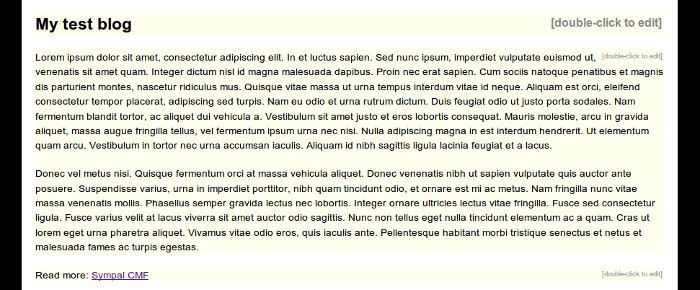 My test blog [double-click to edit]
Lorem ipsum dolor sit amet, consectetur adipiscing elit. In et luctus sapien. Sed nunc ipsum, imperdiet vulputate euismod ut, [double-click to edit]
venenatis sit amet quam. Integer dictum nisl id magna malesuada dapibus. Proin nec erat sapien. Cum sociis natoque penatibus et magnis
dis parturient montes, nascetur ridiculus mus. Quisque vitae massa ut urna tempus interdum vitae id neque. Aliquam est orci, eleifend
consectetur tempor placerat, adipiscing sed turpis. Nam eu odio et urna rutrum dictum. Duis feugiat odio ut justo porta sodales. Nam
fermentum blandit tortor, ac aliquet dui vehicula a. Vestibulum sit amet justo et eros lobortis consequat. Mauris molestie, arcu in gravida
aliquet, massa augue fringilla tellus, vel fermentum ipsum urna nec nisi. Nulla adipiscing magna in est interdum hendrerit. Ut elementum
quam arcu. Vestibulum in tortor nec urna accumsan iaculis. Aliquam id nibh sagittis ligula lacinia feugiat et a lacus.
Donec vel metus nisi. Quisque fermentum orci at massa vehicula aliquet. Donec venenatis nibh ut sapien vulputate quis auctor ante
posuere. Suspendisse varius, urna in imperdiet porttitor, nibh quam tincidunt odio, et ornare est mi ac metus. Nam fringilla nunc vitae
massa venenatis mollis. Phasellus semper gravida lectus nec lobortis. Integer ornare ultricies lectus vitae fringilla. Fusce sed consectetur
ligula. Fusce varius velit at lacus viverra sit amet auctor odio sagittis. Nunc non tellus eget nulla tincidunt elementum ac a quam. Cras ut
lorem eget urna pharetra aliquet. Vivamus vitae odio eros, quis iaculis ante. Pellentesque habitant morbi tristique senectus et netus et
malesuada fames ac turpis egestas.
Read more: Sympal CMF [double-click to edit]